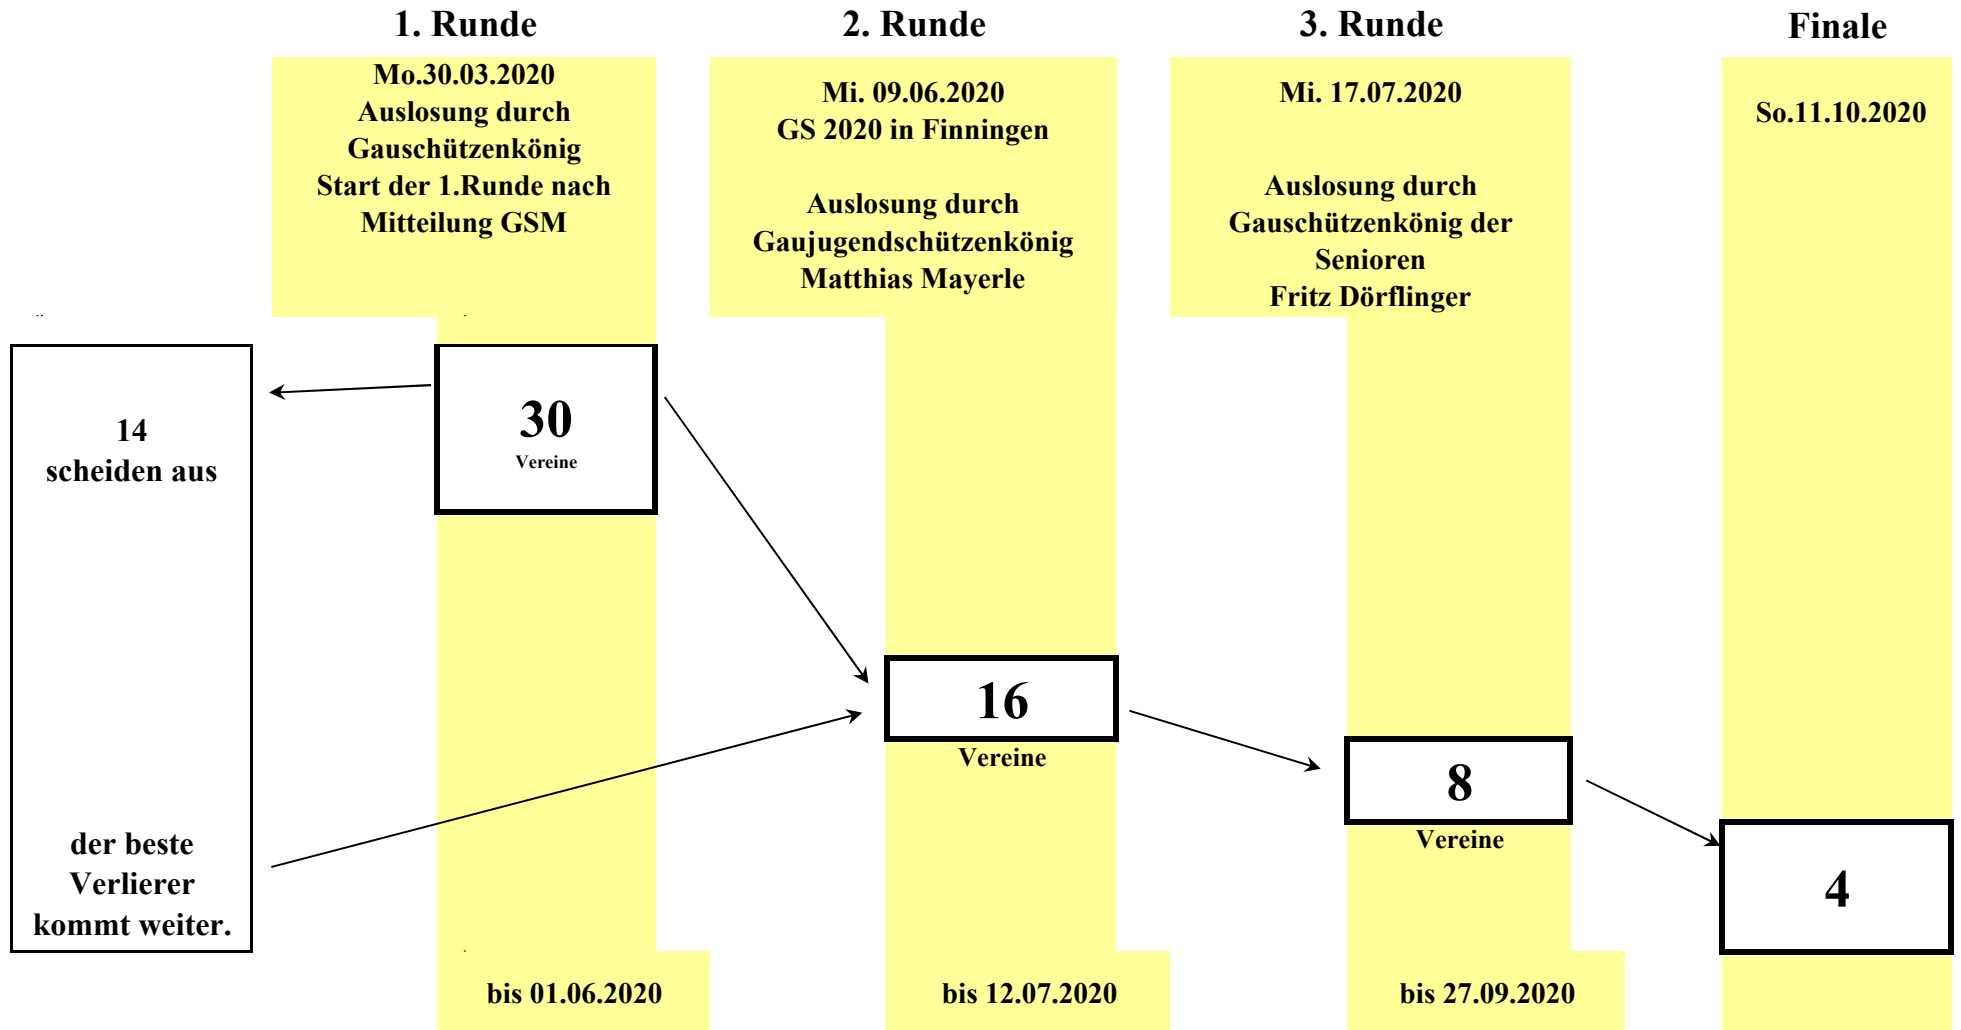 1. Runde
Mo.30.03.2020
Auslosung durch
Gauschützenkönig
Start der 1.Runde nach
Mitteilung GSM
2. Runde
Mi. 09.06.2020
GS 2020 in Finningen
Auslosung durch
Gaujugendschützenkönig
Matthias Mayerle
3. Runde
Mi. 17.07.2020
Auslosung durch
Gauschützenkönig der
Senioren
Fritz Dörflinger
Finale
So.11.10.2020
14
scheiden aus
der beste
Verlierer
kommt weiter.
30
Vereine
16
Vereine
8
Vereine
4
bis 01.06.2020
bis 12.07.2020
bis 27.09.2020